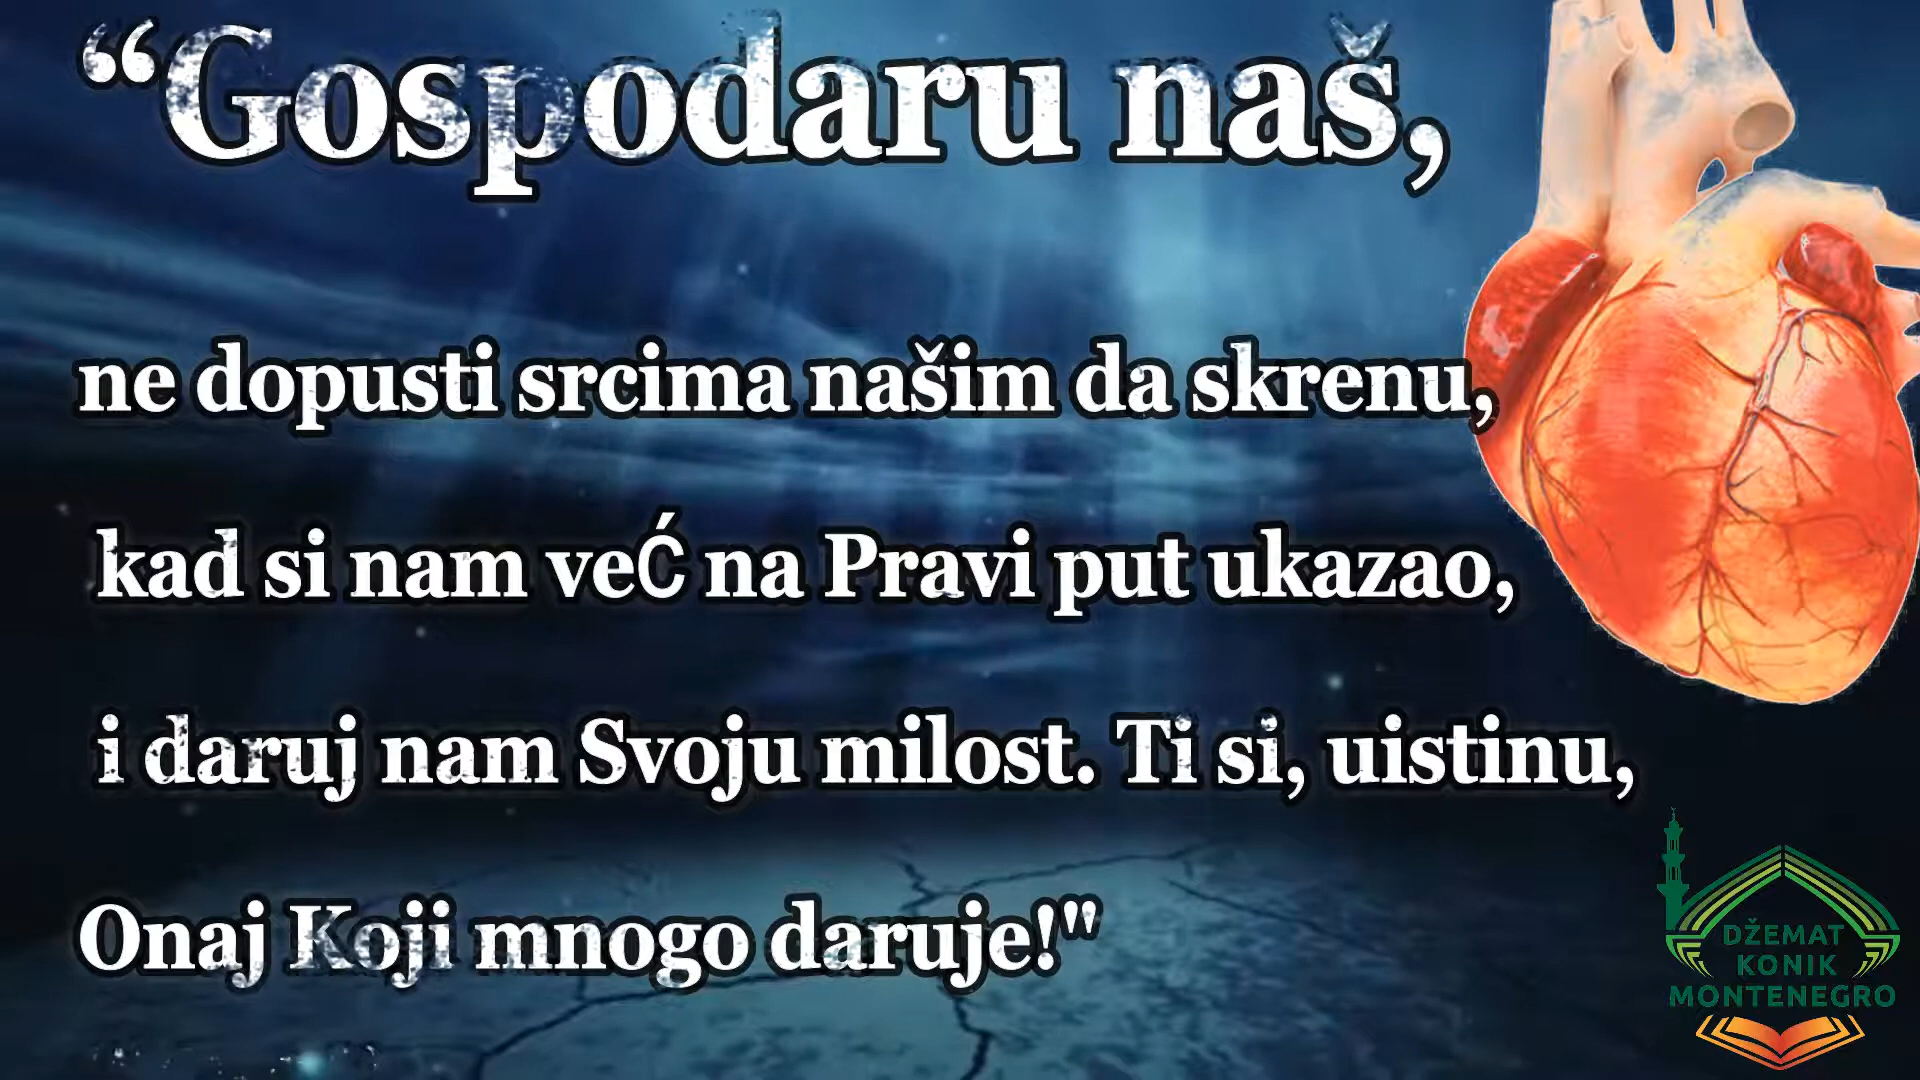 “Gospodaru naš,
ne dopusti srcima našim da skrenu,
kad si nam veĆ na Pravi put ukazao,
i daruj nam Svoju milost. Ti si, uistinu,
Onaj Koji mnogo daruje!"
DŽEMAT
KONIK
MONTENEGRO